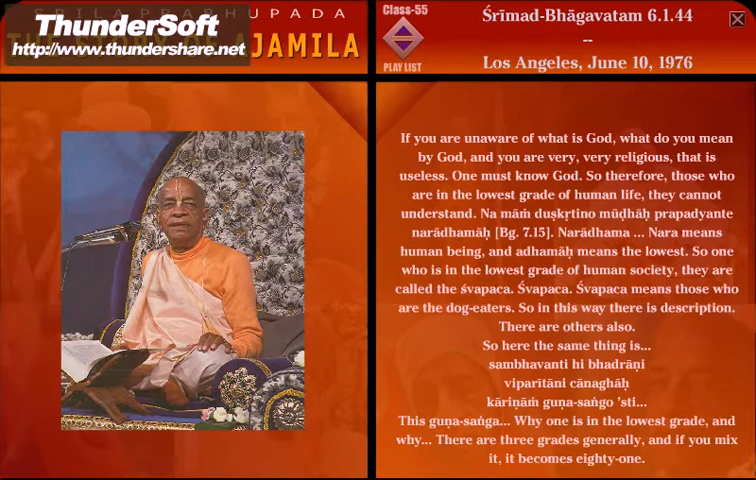 SRILA PRABHUPADA
ThunderSoft
http://www.thundershare.net
THE STORY OF AJAMILA
Class-55
PLAY LIST
Śrīmad-Bhāgavatam 6.1.44
--
Los Angeles, June 10, 1976
If you are unaware of what is God, what do you mean
by God, and you are very, very religious, that is
useless. One must know God. So therefore, those who
are in the lowest grade of human life, they cannot
understand. Na māṁ duṣkṛtino mūḍhāḥ prapadyante
narādhamāḥ [Bg. 7.15]. Narādhama ... Nara means
human being, and adhamāḥ means the lowest. So one
who is in the lowest grade of human society, they are
called the śvapaca. Śvapaca. Śvapaca means those who
are the dog-eaters. So in this way there is description.
There are others also.
So here the same thing is...
sambhavanti hi bhadrāṇi
viparītāni cānaghāḥ
kāriṇāṁ guṇa-saṅgo 'sti...
This guṇa-saṅga... Why one is in the lowest grade, and
why... There are three grades generally, and if you mix
it, it becomes eighty-one.